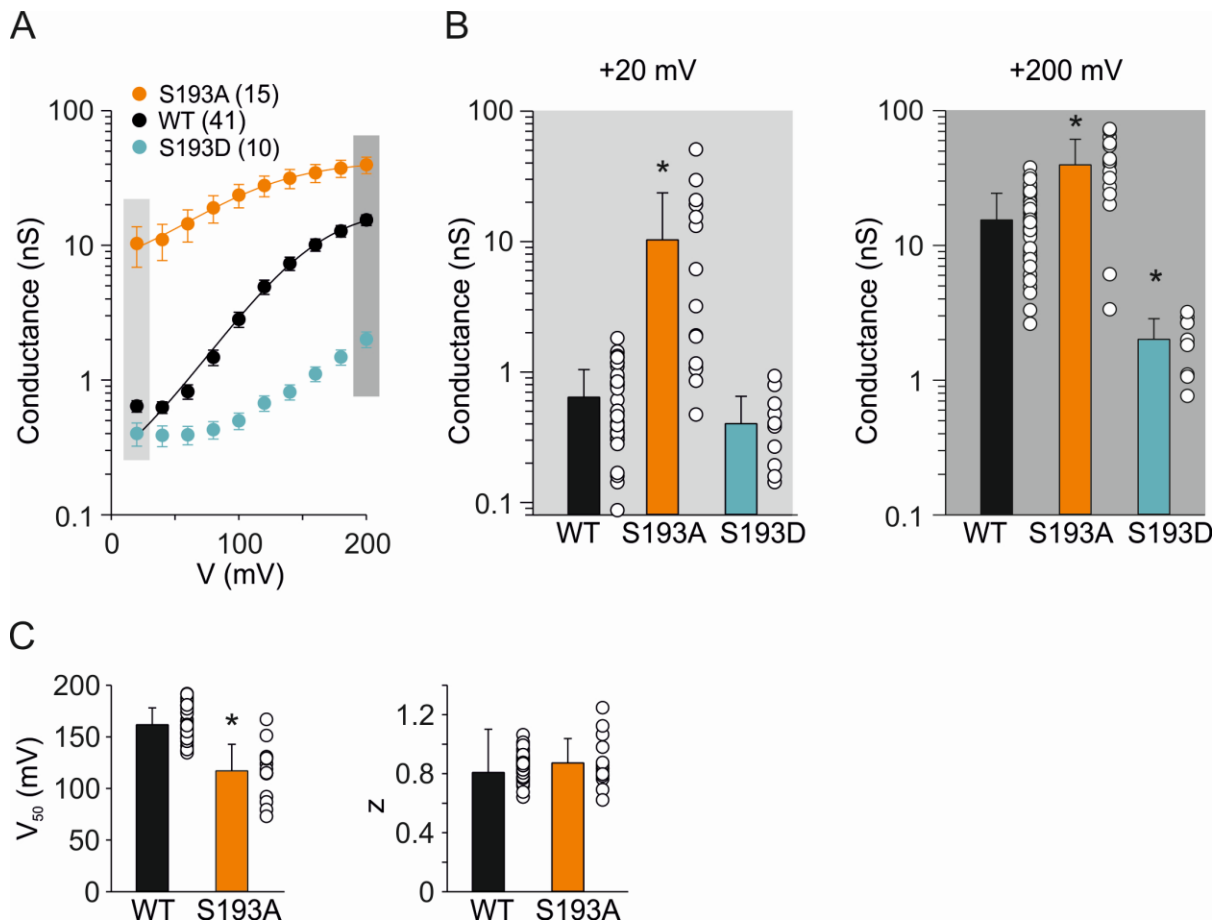 A
S193A (15)
WT (41)
S193D (10)
Conductance (nS)
100
10
1
0.1
0
100
200
V (mV)
B
+20 mV
Conductance (nS)
100
10
1
0.1
WT
S193A
*
S193D
+200 mV
Conductance (nS)
100
10
1
0.1
WT
S193A
*
S193D
*
C
V50 (mV)
200
150
100
50
0
WT
S193A
*
z
1.2
0.8
0.4
0
WT
S193A